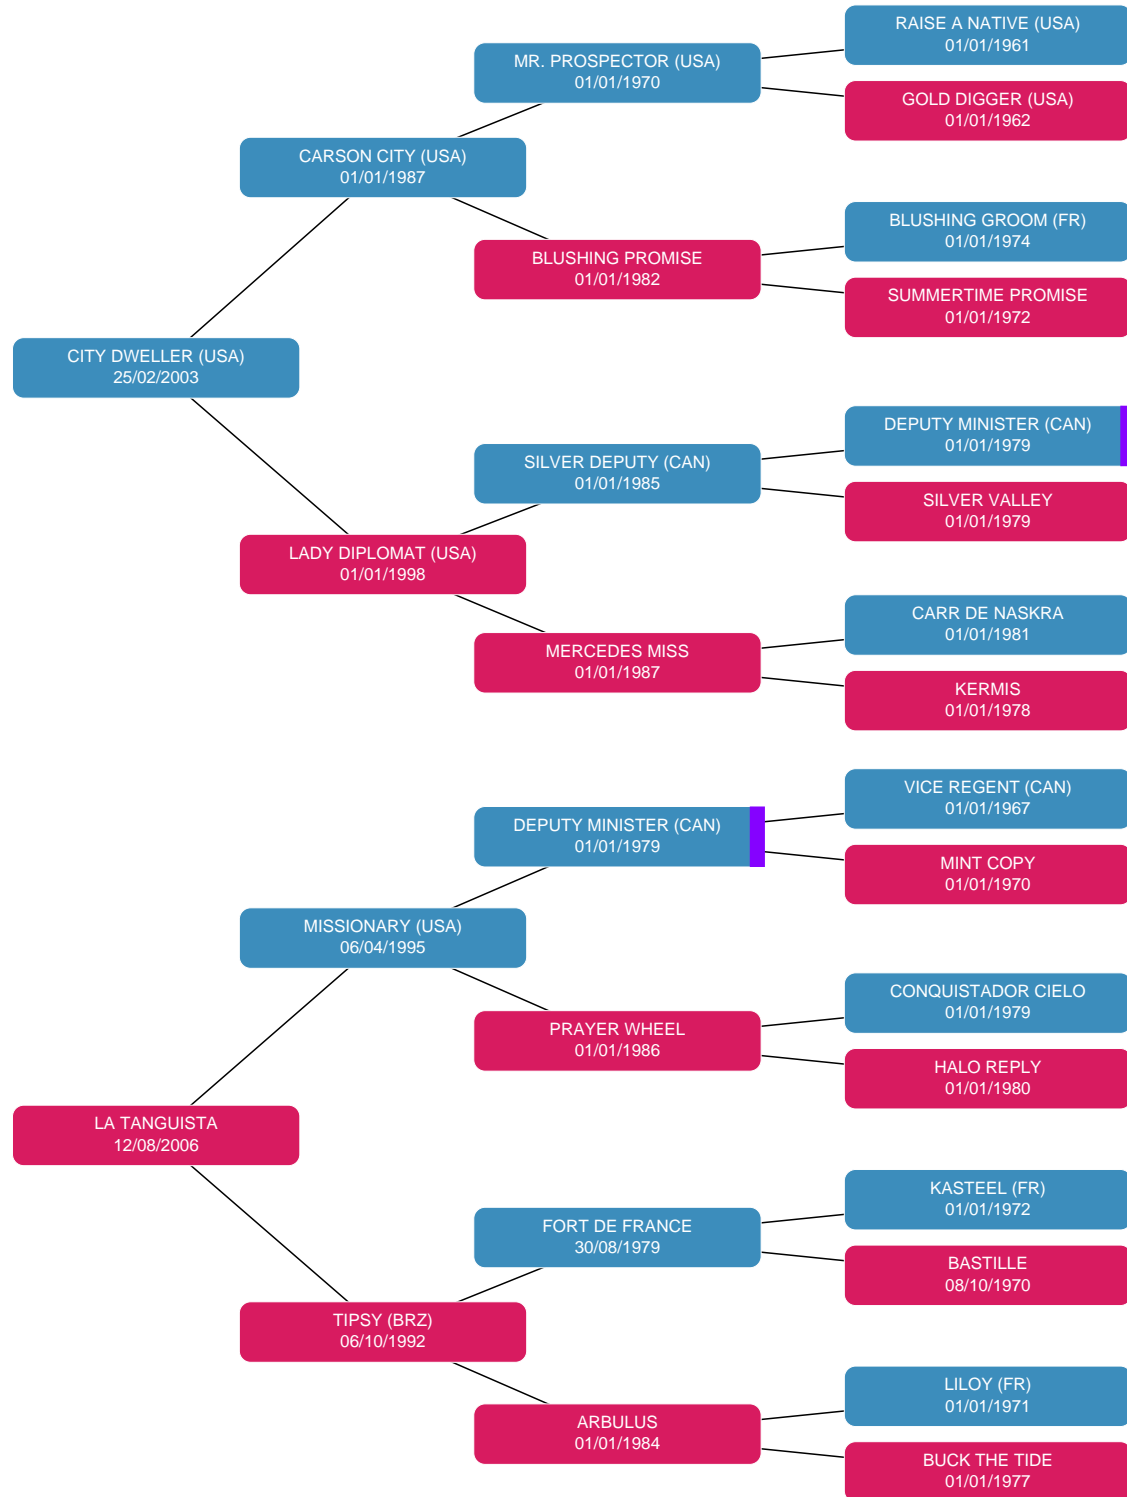 RAISE A NATIVE (USA)
01/01/1961
MR. PROSPECTOR (USA)
01/01/1970
GOLD DIGGER (USA)
01/01/1962
CARSON CITY (USA)
01/01/1987
BLUSHING GROOM (FR)
01/01/1974
BLUSHING PROMISE
01/01/1982
SUMMERTIME PROMISE
01/01/1972
CITY DWELLER (USA)
25/02/2003
DEPUTY MINISTER (CAN)
01/01/1979
SILVER DEPUTY (CAN)
01/01/1985
SILVER VALLEY
01/01/1979
LADY DIPLOMAT (USA)
01/01/1998
CARR DE NASKRA
01/01/1981
MERCEDES MISS
01/01/1987
KERMIS
01/01/1978
VICE REGENT (CAN)
01/01/1967
DEPUTY MINISTER (CAN)
01/01/1979
MINT COPY
01/01/1970
MISSIONARY (USA)
06/04/1995
CONQUISTADOR CIELO
01/01/1979
PRAYER WHEEL
01/01/1986
HALO REPLY
01/01/1980
LA TANGUISTA
12/08/2006
KASTEEL (FR)
01/01/1972
FORT DE FRANCE
30/08/1979
BASTILLE
08/10/1970
TIPSY (BRZ)
06/10/1992
LILOY (FR)
01/01/1971
ARBULUS
01/01/1984
BUCK THE TIDE
01/01/1977